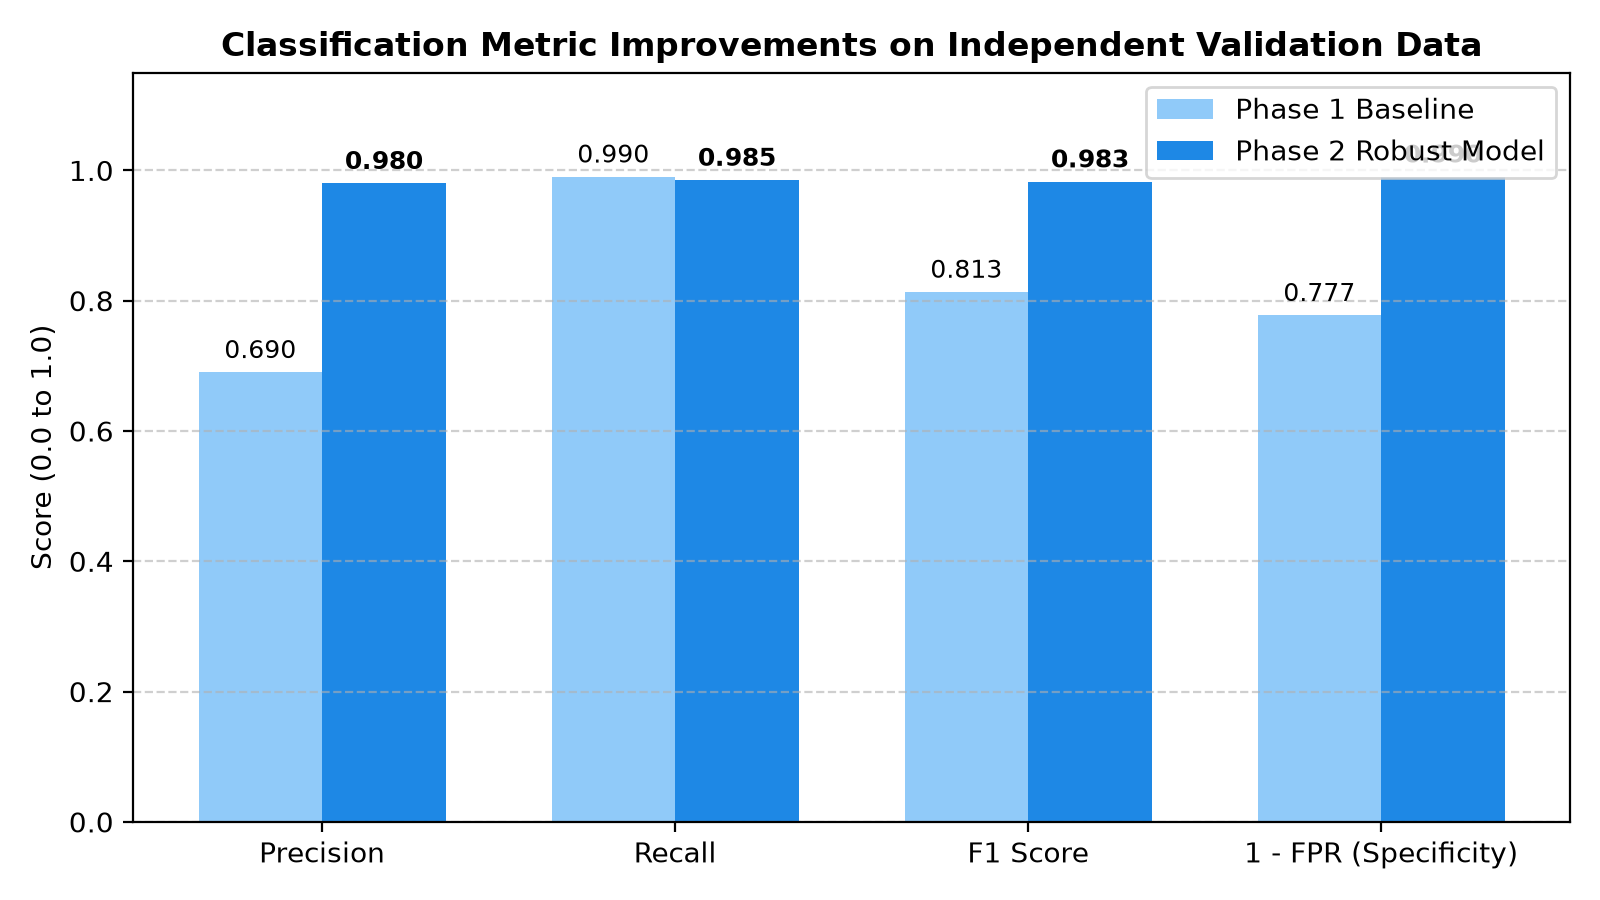 Classification Metric Improvements on Independent Validation Data
Phase 1 Baseline
Phase 2 Robust Model
0.980
0.990
0.985
0.983
0.813
0.777
0.690
1.0
0.8
0.6
0.4
0.2
0.0
Score (0.0 to 1.0)
Precision
Recall
F1 Score
1 - FPR (Specificity)